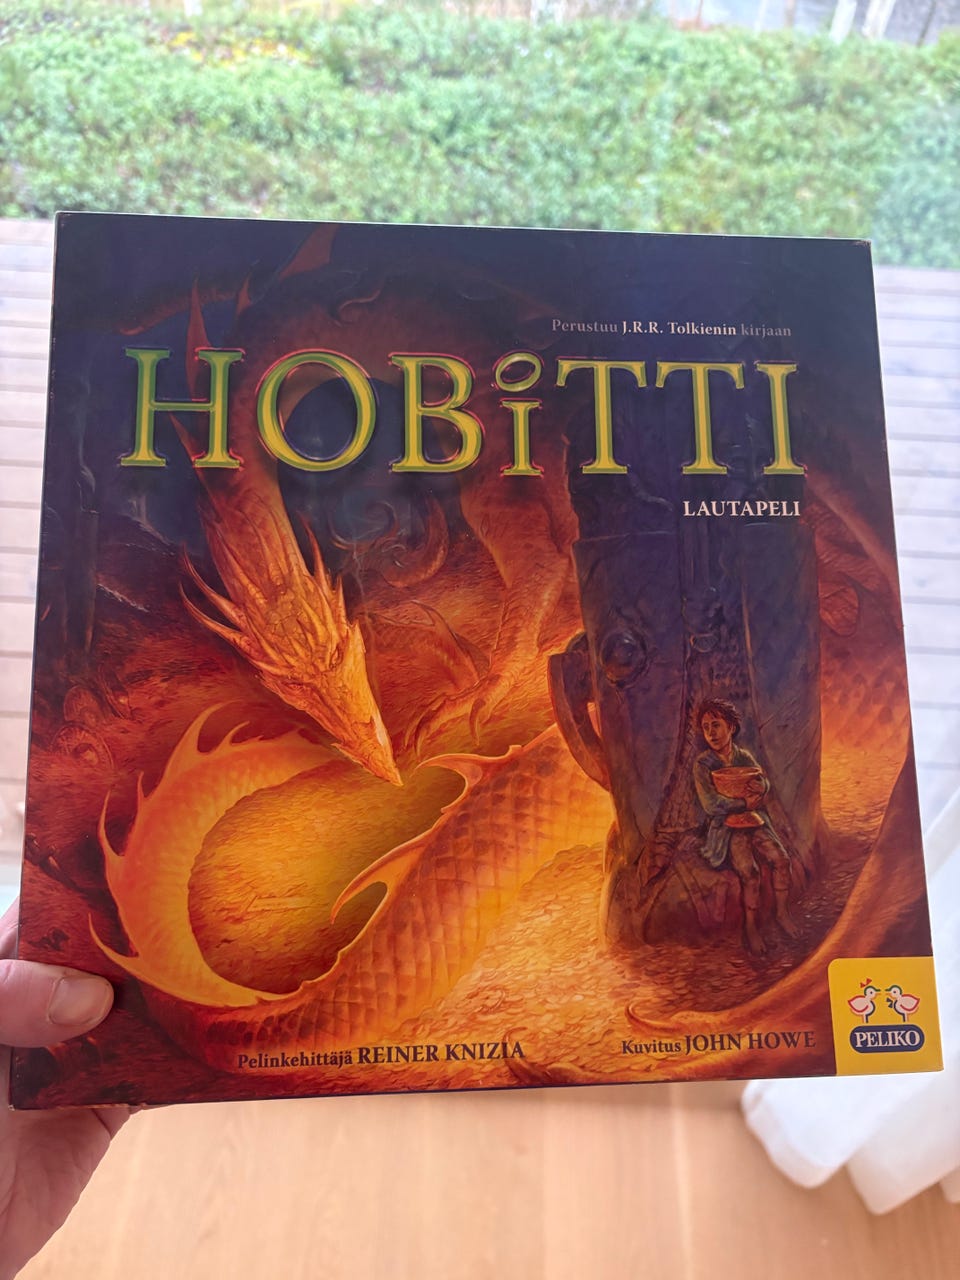 Perustuu J.R.R. Tolkienin kirjaan
HOBiTTI
LAUTAPELI
Pelinkehittäjä REINER KNIZIA
Kuvitus JOHN HOWE
PELIKO